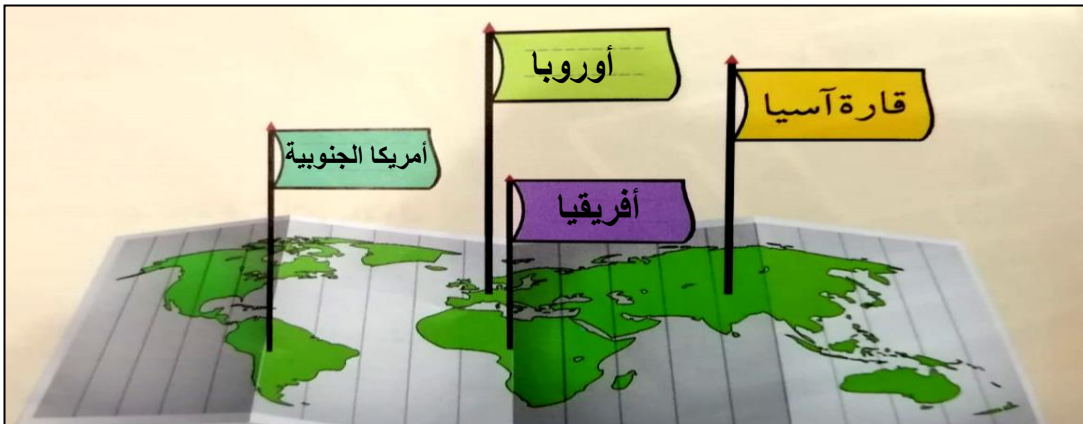 أوروبا
قارة آسيا
أمريكا الجنوبية
أفريقيا